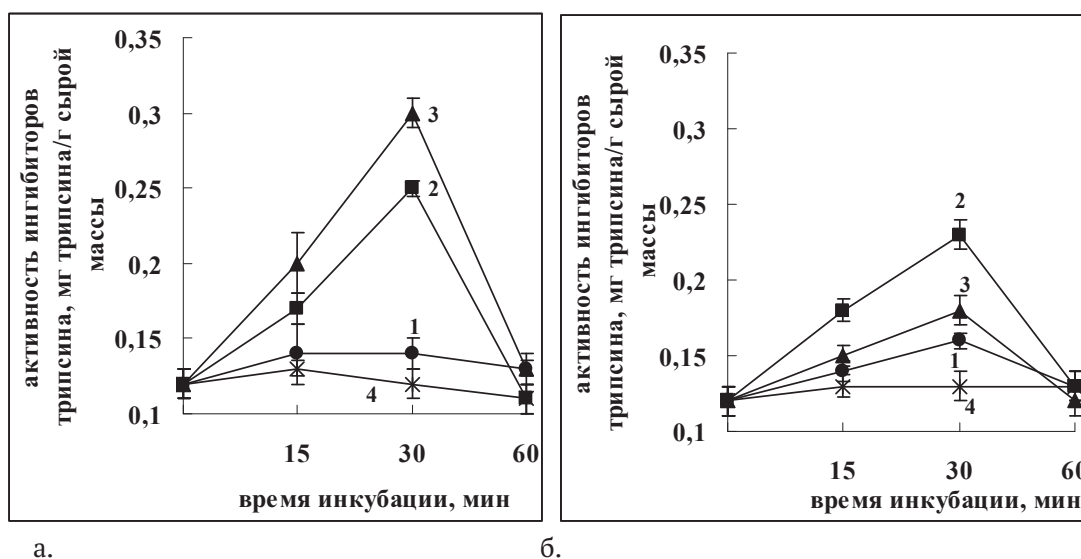 активность ингибиторов
трипсина, мг трипсина/г сырой
массы
0,35
0,3
0,25
0,2
0,15
0,1
3
2
1
4
15
30
60
время инкубации, мин
а.
активность ингибиторов
трипсина, мг трипсина/г сырой
массы
0,35
0,3
0,25
0,2
0,15
0,1
2
3
1
4
15
30
60
время инкубации, мин
б.